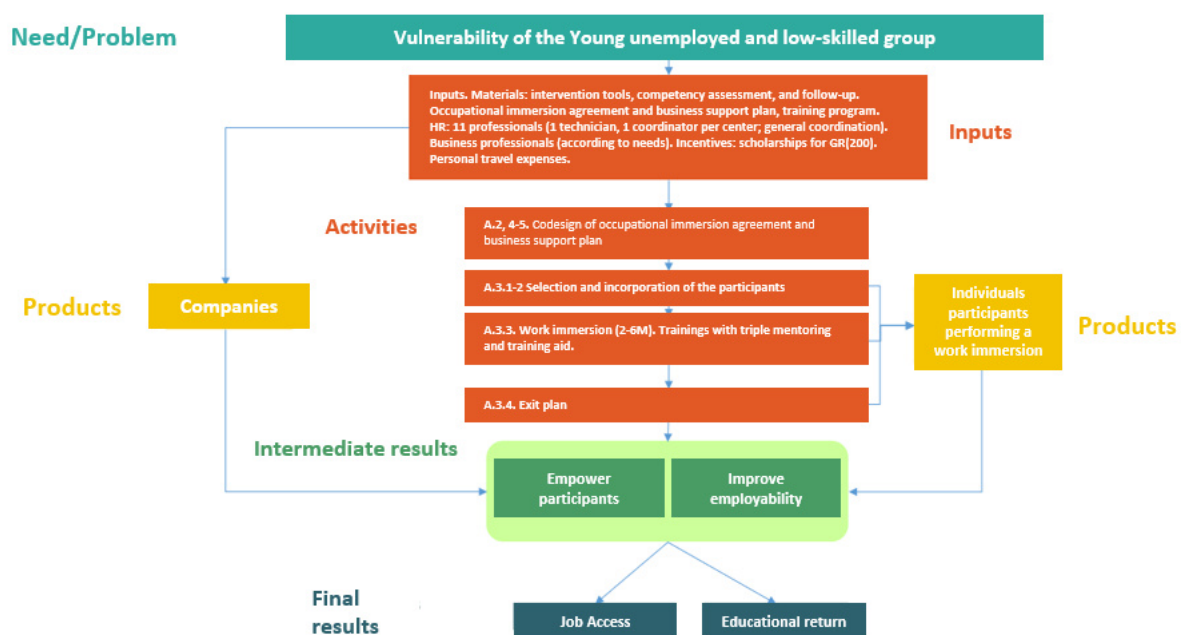 Need/Problem
Vulnerability of the Young unemployed and low-skilled group
Inputs. Materials: intervention tools, competency assessment, and follow-up.
Occupational immersion agreement and business support plan, training program.
HR: 11 professionals (1 technician, 1 coordinator per center; general coordination).
Business professionals (according to needs). Incentives: scholarships for GR(200).
Personal travel expenses.
Inputs
Activities
A.2, 4-5. Codesign of occupational immersion agreement and
business support plan
A.3.1-2 Selection and incorporation of the participants
Products
Companies
A.3.3. Work immersion (2-6M). Trainings with triple mentoring
and training aid.
Individuals
participants
performing a
work immersion
Products
A.3.4. Exit plan
Intermediate results
Empower
participants
Improve
employability
Final
results
Job Access
Educational return